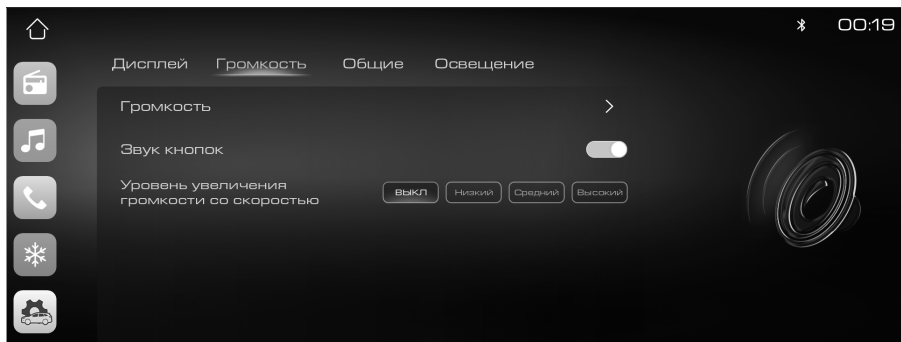 00:19
Дисплей Громкость Общие Освещение
Громкость
Звук кнопок
Уровень увеличения
громкости со скоростью
ВЫКЛ Низкий Средний Высокий